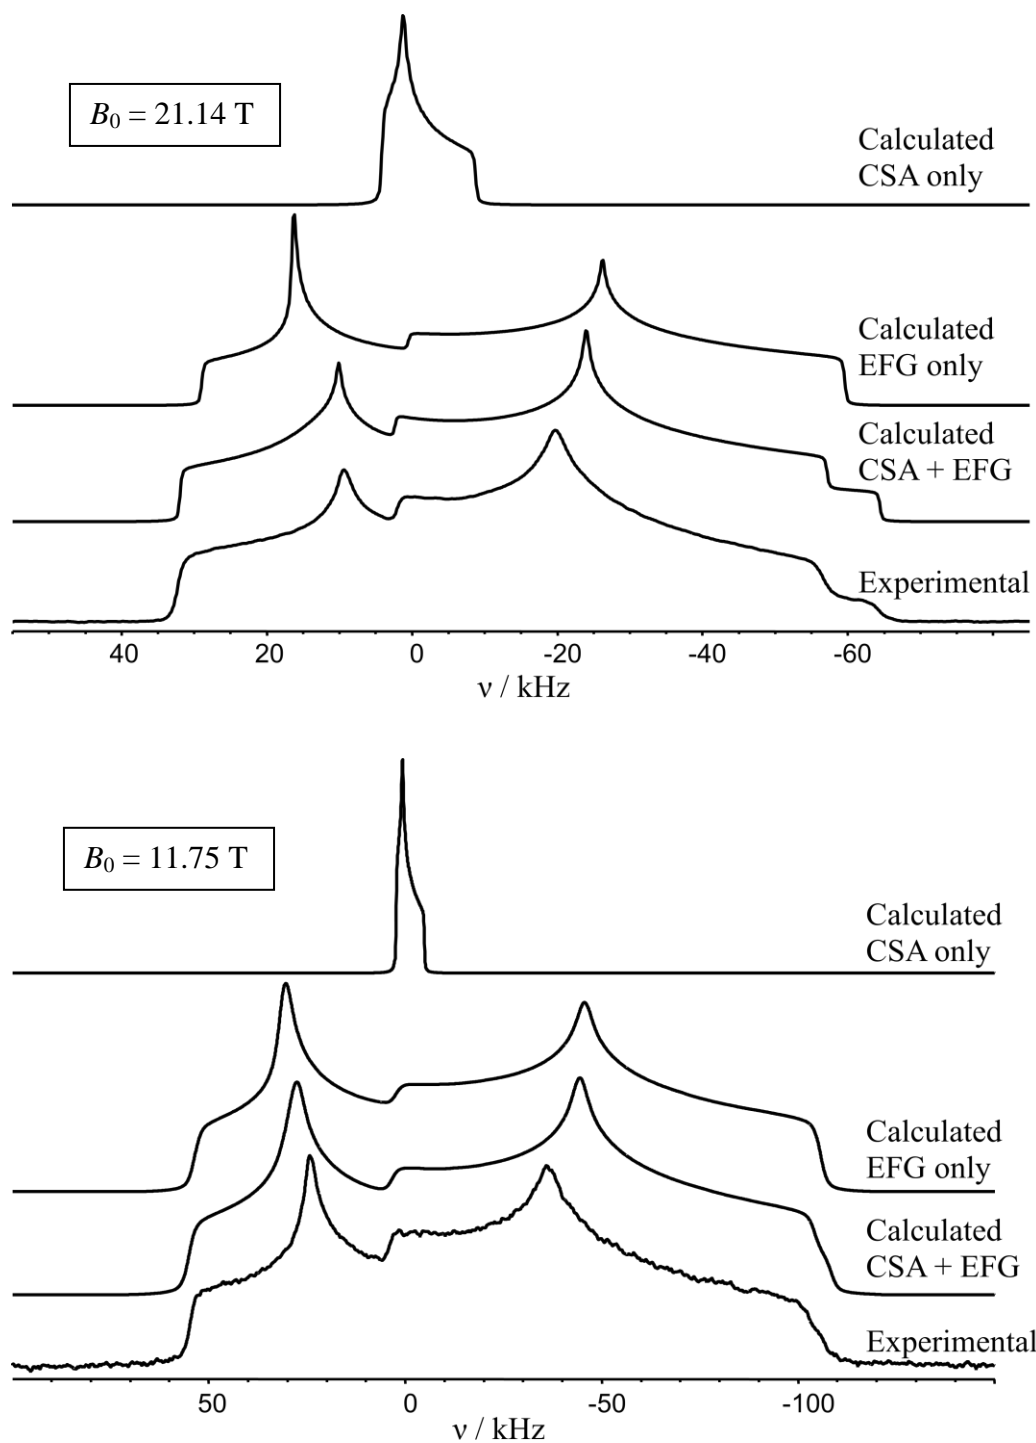 B0 = 21.14 T
Calculated
CSA only
Calculated
EFG only
Calculated
CSA + EFG
Experimental
40 20 0 -20 -40 -60
ν / kHz
B0 = 11.75 T
Calculated
CSA only
Calculated
EFG only
Calculated
CSA + EFG
Experimental
50 0 -50 -100
ν / kHz